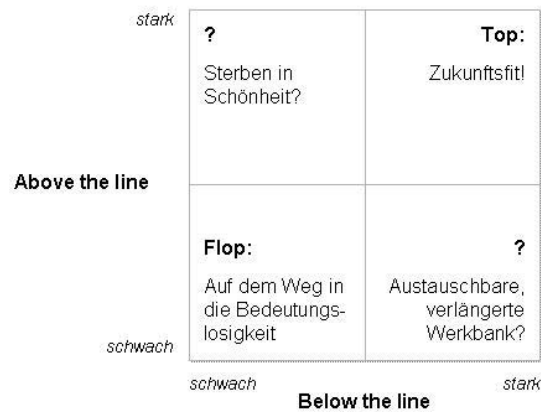 stark
?
Sterben in
Schönheit?
Top:
Zukunftsfit!
Above the line
Flop:
Auf dem Weg in
die Bedeutungs-
losigkeit
?
Austauschbare,
verlängerte
Werkbank?
schwach
schwach
stark
Below the line